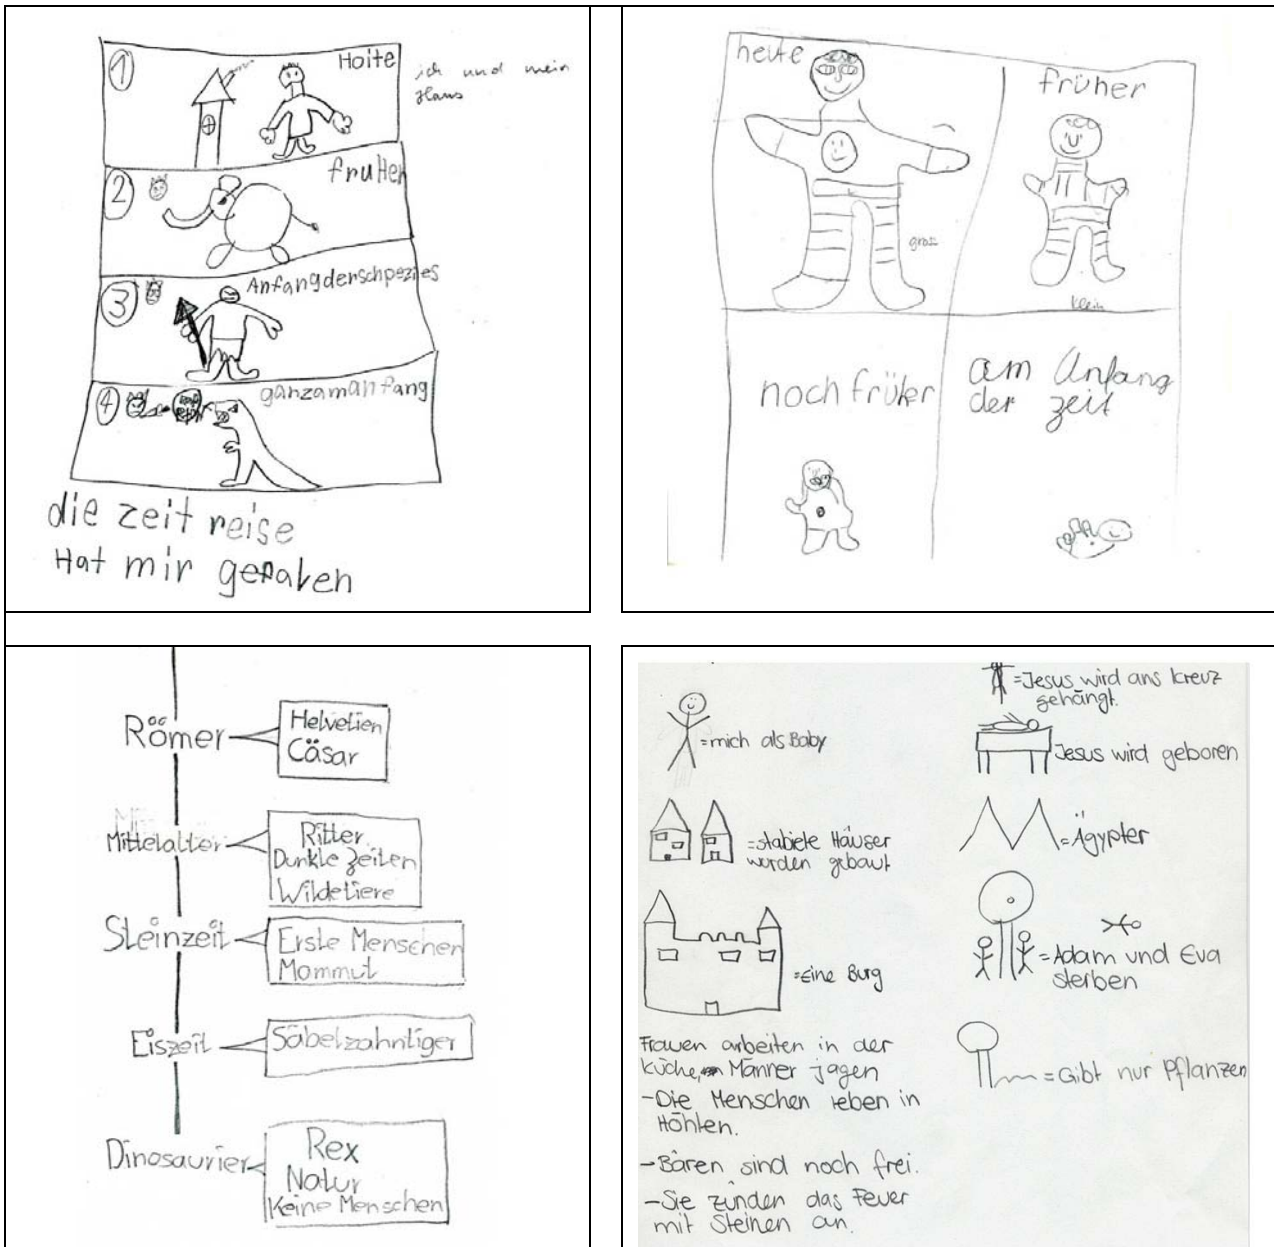 1
Hoite
ich und mein
Haus
2
fruHer
3
Anfangderschpezies
4
ganzamanfang
die zeit reise
Hat mir gefalen
heute
gross
früher
klein
noch früher
am Anfang
der zeit
Römer
Helvetien
Cäsar
Mittelalter
Ritter
Dunkle Zeiten
Wildetiere
Steinzeit
Erste Menschen
Mommut
Eiszeit
Säbelzahntiger
Dinosaurier
Rex
Natur
Keine Menschen
=mich als Baby
=stabiele Häuser
wurden gebaut
=Eine Burg
Frauen arbeiten in der
Küche, Männer jagen
-Die Menschen leben in
Höhlen.
-Bären sind noch frei.
-Sie zünden das Feuer
mit Steinen an.
=Jesus wird ans kreuz
gehängt.
Jesus wird geboren
=Ägypter
=Adam und Eva
sterben
=Gibt nur Pflanzen